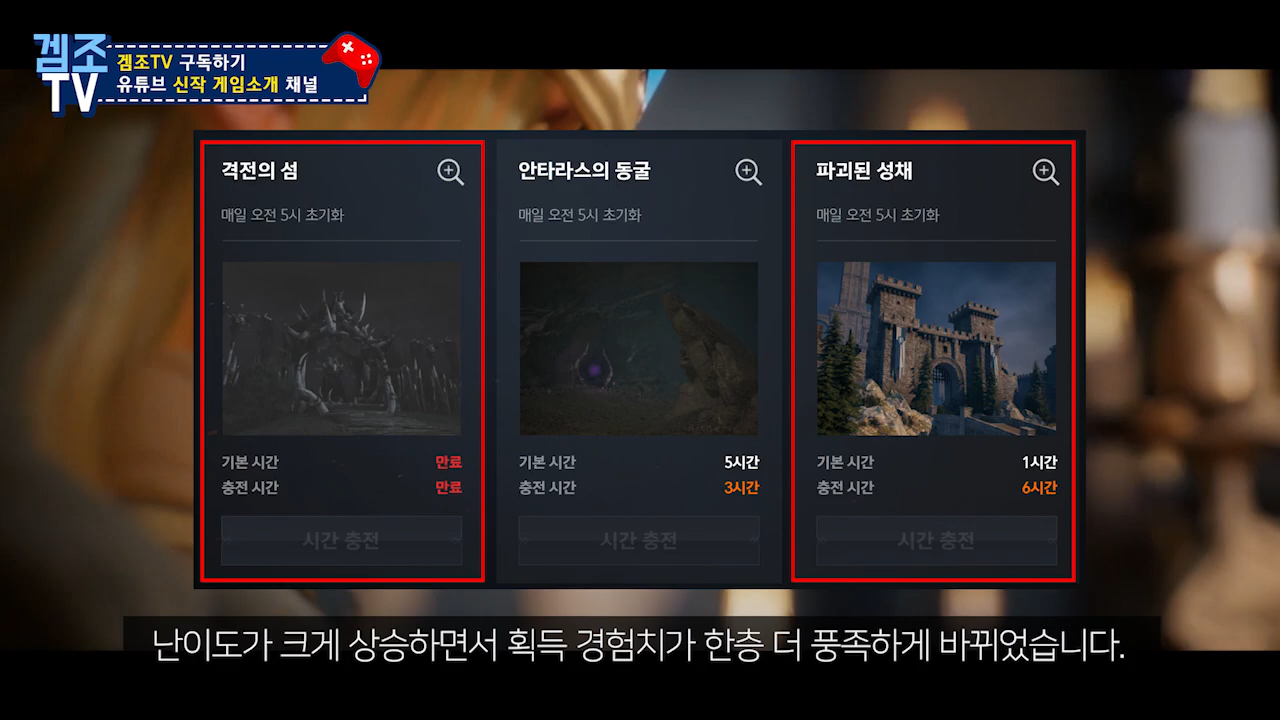 겜조
TV
겜조TV 구독하기
유튜브 신작 게임소개 채널
격전의 섬
매일 오전 5시 초기화
기본 시간 만료
충전 시간 만료
시간 충전
안타라스의 동굴
매일 오전 5시 초기화
기본 시간 5시간
충전 시간 3시간
시간 충전
파괴된 성채
매일 오전 5시 초기화
기본 시간 1시간
충전 시간 6시간
시간 충전
난이도가 크게 상승하면서 획득 경험치가 한층 더 풍족하게 바뀌었습니다.